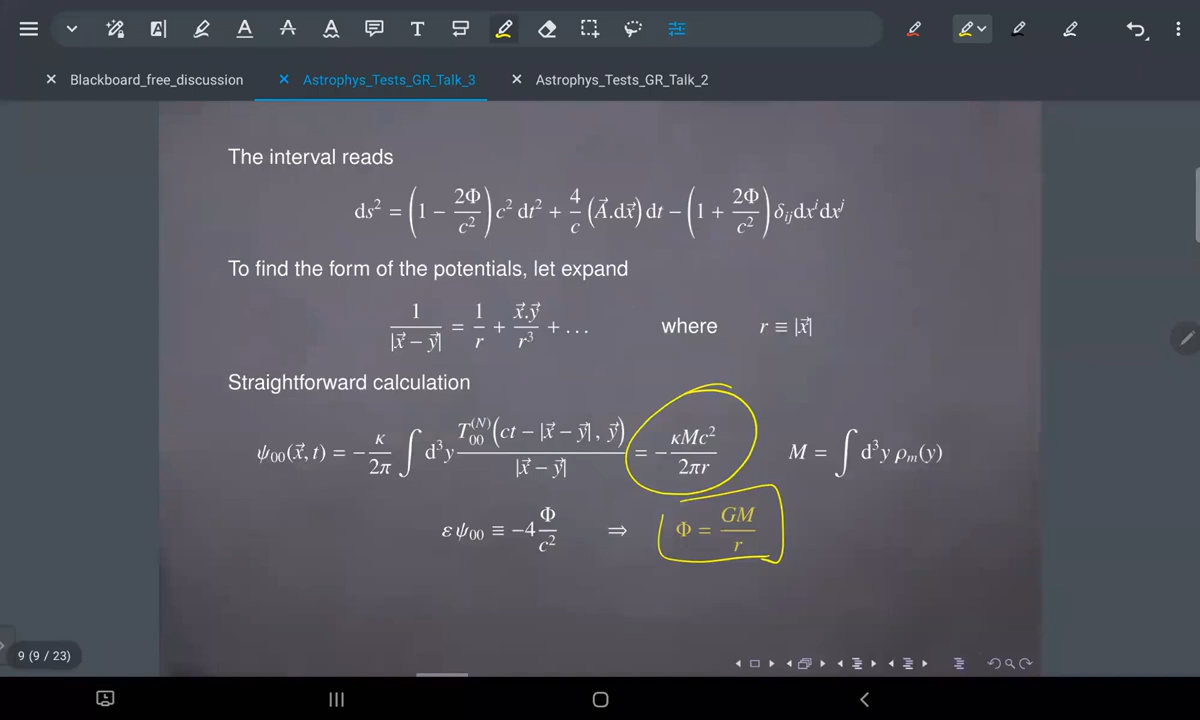 Blackboard_free_discussion Astrophys_Tests_GR_Talk_3 Astrophys_Tests_GR_Talk_2
The interval reads
ds² = (1 − 2Φ/c²) c² dt² + 4/c (A⃗.dx⃗) dt − (1 + 2Φ/c²) δ_ij dx^i dx^j
To find the form of the potentials, let expand
1/|x⃗ − y⃗| = 1/r + x⃗.y⃗/r³ + … where r ≡ |x⃗|
Straightforward calculation
ψ₀₀(x⃗, t) = − κ/2π ∫ d³y T₀₀^(N)(ct − |x⃗ − y⃗|, y⃗)/|x⃗ − y⃗| = − κMc²/2πr M = ∫ d³y ρ_m(y)
εψ₀₀ ≡ −4 Φ/c² ⇒ Φ = GM/r
9 (9 / 23)